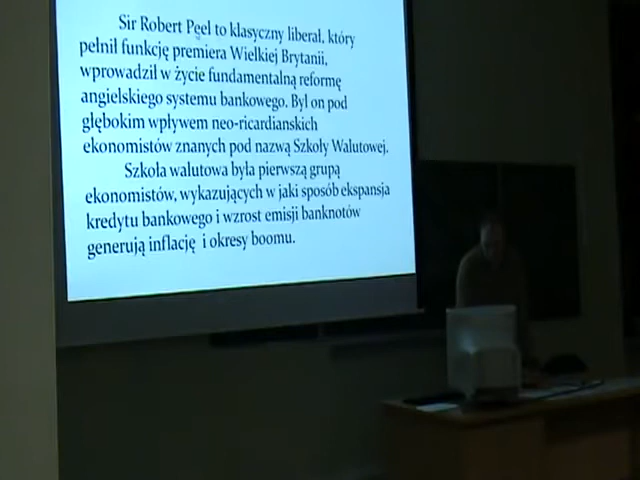 Sir Robert Peel to klasyczny liberał, który
pełnił funkcję premiera Wielkiej Brytanii,
wprowadził w życie fundamentalną reformę
angielskiego systemu bankowego. Był on pod
głębokim wpływem neo-ricardianskich
ekonomistów znanych pod nazwą Szkoły Walutowej.
Szkoła walutowa była pierwszą grupą
ekonomistów, wykazujących w jaki sposób ekspansja
kredytu bankowego i wzrost emisji banknotów
generują inflację i okresy boomu.